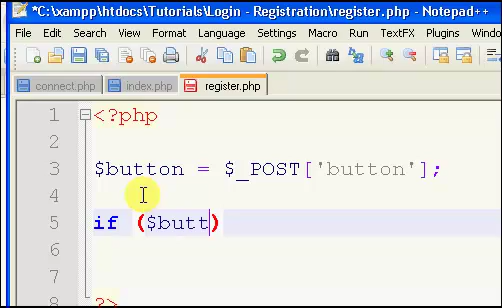 *C:\xampp\htdocs\Tutorials\Login - Registration\register.php - Notepad++
File Edit Search View Format Language Settings Macro Run TextFX Plugins Window
connect.php index.php register.php
1 <?php
2
3 $button = $_POST['button'];
4
5 if ($butt)
6
7
8 ?>